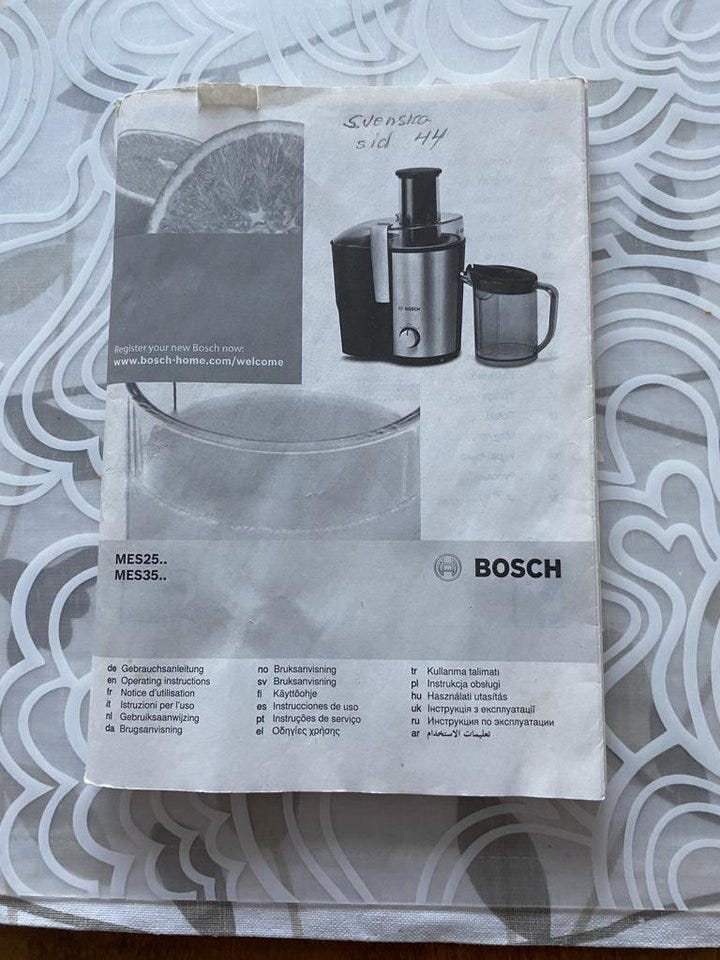 Svenska
sid 44
BOSCH
Register your new Bosch now:
www.bosch-home.com/welcome
MES25..
MES35..
BOSCH
de Gebrauchsanleitung
en Operating instructions
fr Notice d'utilisation
it Istruzioni per l'uso
nl Gebruiksaanwijzing
da Brugsanvisning
no Bruksanvisning
sv Bruksanvisning
fi Käyttöohje
es Instrucciones de uso
pt Instruções de serviço
el Οδηγίες χρήσης
tr Kullanma talimatı
pl Instrukcja obsługi
hu Használati utasítás
uk Інструкція з експлуатації
ru Инструкция по эксплуатации
ar تعليمات الاستخدام